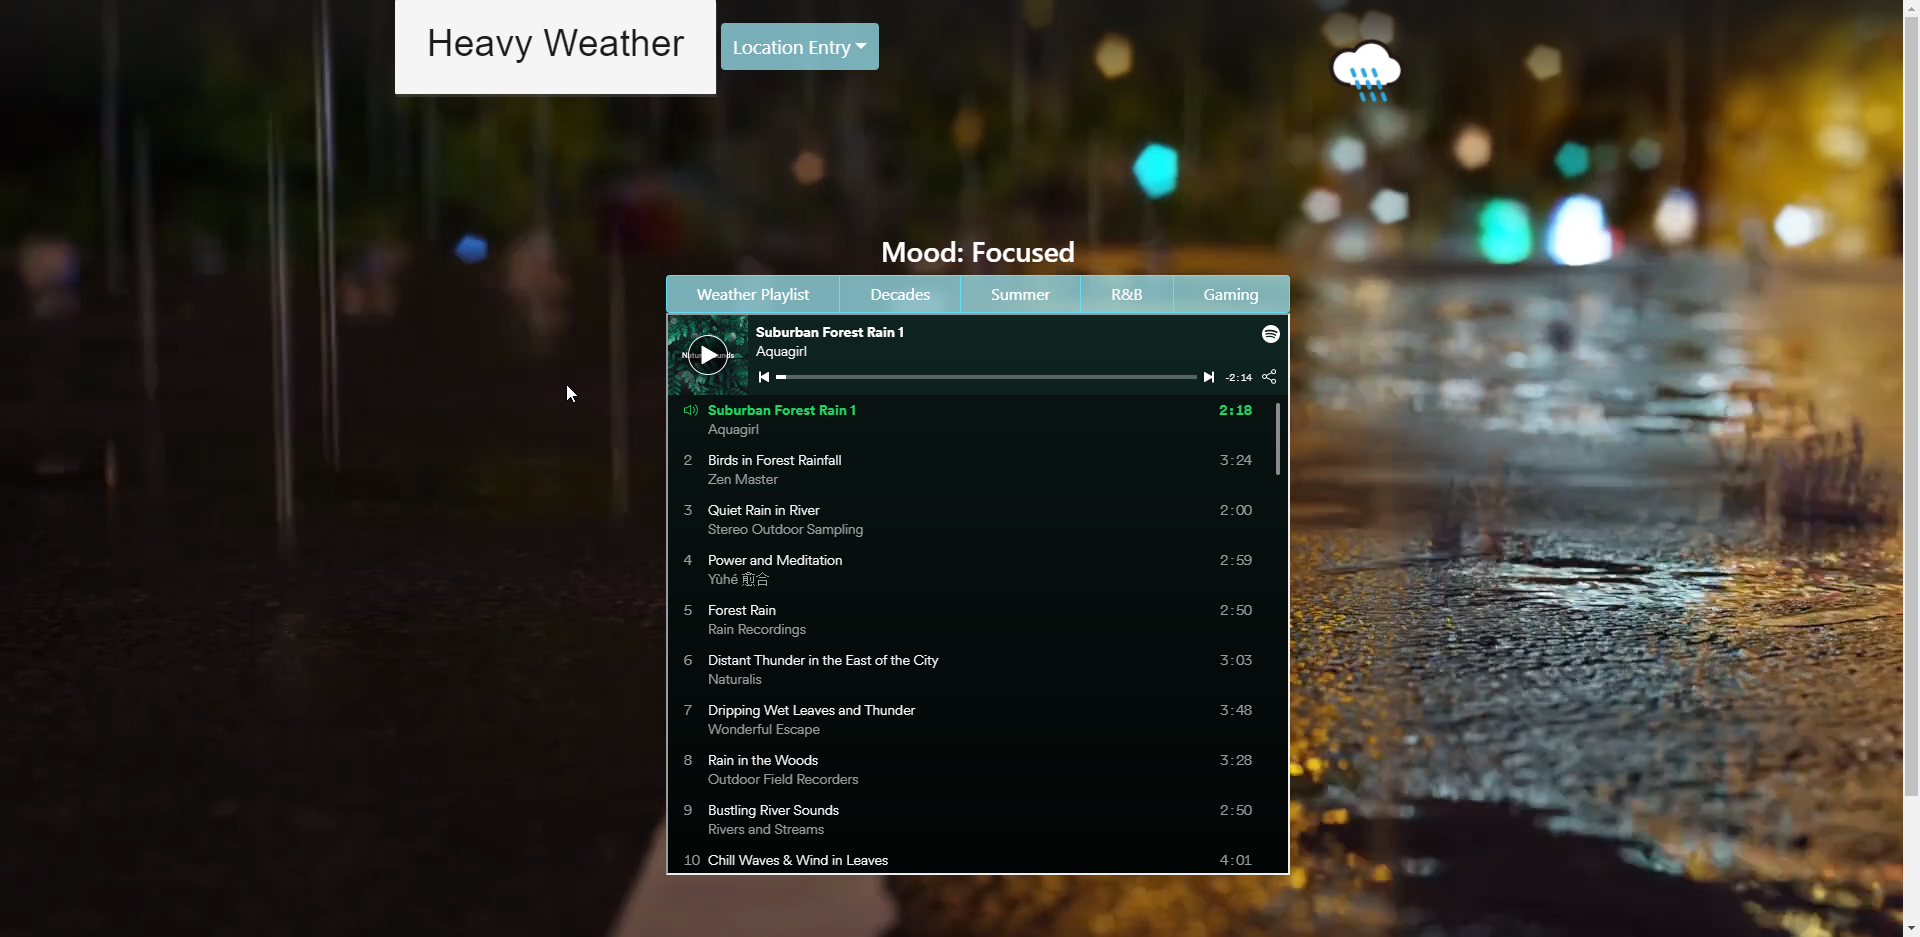 Heavy Weather
Location Entry
Mood: Focused
Weather Playlist
Decades
Summer
R&B
Gaming
Suburban Forest Rain 1
Aquagirl
-2:14
Suburban Forest Rain 1
2:18
Aquagirl
2
Birds in Forest Rainfall
3:24
Zen Master
3
Quiet Rain in River
2:00
Stereo Outdoor Sampling
4
Power and Meditation
2:59
Yùhé 愈合
5
Forest Rain
2:50
Rain Recordings
6
Distant Thunder in the East of the City
3:03
Naturalis
7
Dripping Wet Leaves and Thunder
3:48
Wonderful Escape
8
Rain in the Woods
3:28
Outdoor Field Recorders
9
Bustling River Sounds
2:50
Rivers and Streams
10
Chill Waves & Wind in Leaves
4:01